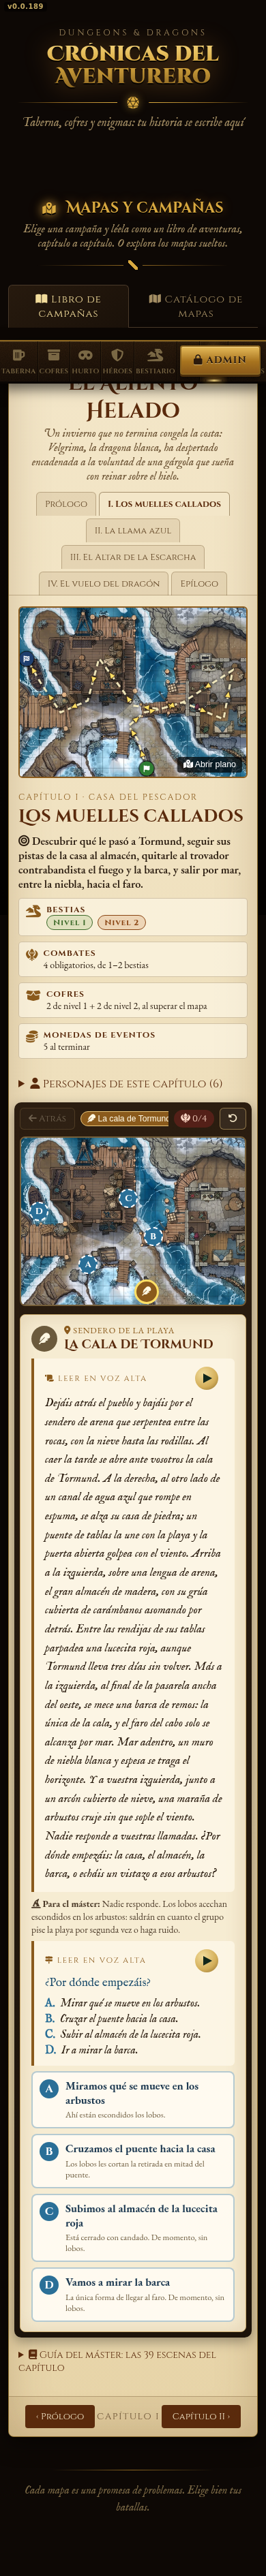 v0.0.189
DUNGEONS & DRAGONS
CRÓNICAS DEL
AVENTURERO
Taberna, cofres y enigmas: tu historia se escribe aquí
MAPAS Y CAMPAÑAS
Elige una campaña y léela como un libro de aventuras,
capítulo a capítulo. O explora los mapas sueltos.
LIBRO DE
CAMPAÑAS
CATÁLOGO DE
MAPAS
TABERNA
COFRES
HURTO
HÉROES
BESTIARIO
ADMIN
EL ALIENTO
HELADO
Un invierno que no termina congela la costa:
Velgrima, la dragona blanca, ha despertado
encadenada a la voluntad de una gárgola que sueña
con reinar sobre el hielo.
PRÓLOGO
I. LOS MUELLES CALLADOS
II. LA LLAMA AZUL
III. EL ALTAR DE LA ESCARCHA
IV. EL VUELO DEL DRAGÓN
EPÍLOGO
Abrir plano
CAPÍTULO I · CASA DEL PESCADOR
LOS MUELLES CALLADOS
Descubrir qué le pasó a Tormund, seguir sus
pistas de la casa al almacén, quitarle al trovador
contrabandista el fuego y la barca, y salir por mar,
entre la niebla, hacia el faro.
BESTIAS
NIVEL 1
NIVEL 2
COMBATES
4 obligatorios, de 1–2 bestias
COFRES
2 de nivel 1 + 2 de nivel 2, al superar el mapa
MONEDAS DE EVENTOS
5 al terminar
PERSONAJES DE ESTE CAPÍTULO (6)
ATRÁS
La cala de Tormund
0/4
A
B
C
D
SENDERO DE LA PLAYA
LA CALA DE TORMUND
LEER EN VOZ ALTA
Dejáis atrás el pueblo y bajáis por el
sendero de arena que serpentea entre las
rocas, con la nieve hasta los rodillas. Al
caer la tarde se abre ante vosotros la cala
de Tormund. A la derecha, al otro lado de
un canal de agua azul que rompe en
espuma, se alza su casa de piedra; un
puente de tablas la une con la playa y la
puerta abierta golpea con el viento. Arriba
a la izquierda, sobre una lengua de arena,
el gran almacén de madera, con su grúa
cubierta de carámbanos asomando por
detrás. Entre las rendijas de sus tablas
parpadea una lucecita roja, aunque
Tormund lleva días sin volver. Más a
la izquierda, al final de la pasarela ancha
del oeste, se mece una barca de remos: la
única de la cala, y el faro del cabo solo se
alcanza por mar. Mar adentro, un muro
de niebla blanca y espesa se traga el
horizonte. Y a vuestra izquierda, junto a
un arcón cubierto de nieve, una maraña de
arbustos cruje sin que sople el viento.
Nadie responde a vuestras llamadas. ¿Por
dónde empezáis: la casa, el almacén, la
barca, o echáis un vistazo a esos arbustos?
Para el máster: Nadie responde. Los lobos acechan
escondidos en los arbustos: saldrán en cuanto el grupo
pise la playa por segunda vez o haga ruido.
LEER EN VOZ ALTA
¿Por dónde empezáis?
A. Mirar qué se mueve en los arbustos.
B. Cruzar el puente hacia la casa.
C. Subir al almacén de la lucecita roja.
D. Ir a mirar la barca.
A
Miramos qué se mueve en los
arbustos
Ahí están escondidos los lobos.
B
Cruzamos el puente hacia la casa
Los lobos les cortan la retirada en mitad del
puente.
C
Subimos al almacén de la lucecita
roja
Está cerrado con candado. De momento, sin
lobos.
D
Vamos a mirar la barca
La única forma de llegar al faro. De momento, sin
lobos.
GUÍA DEL MÁSTER: LAS 39 ESCENAS DEL
CAPÍTULO
‹ PRÓLOGO
CAPÍTULO I
CAPÍTULO II ›
Cada mapa es una promesa de problemas. Elige bien tus
batallas.